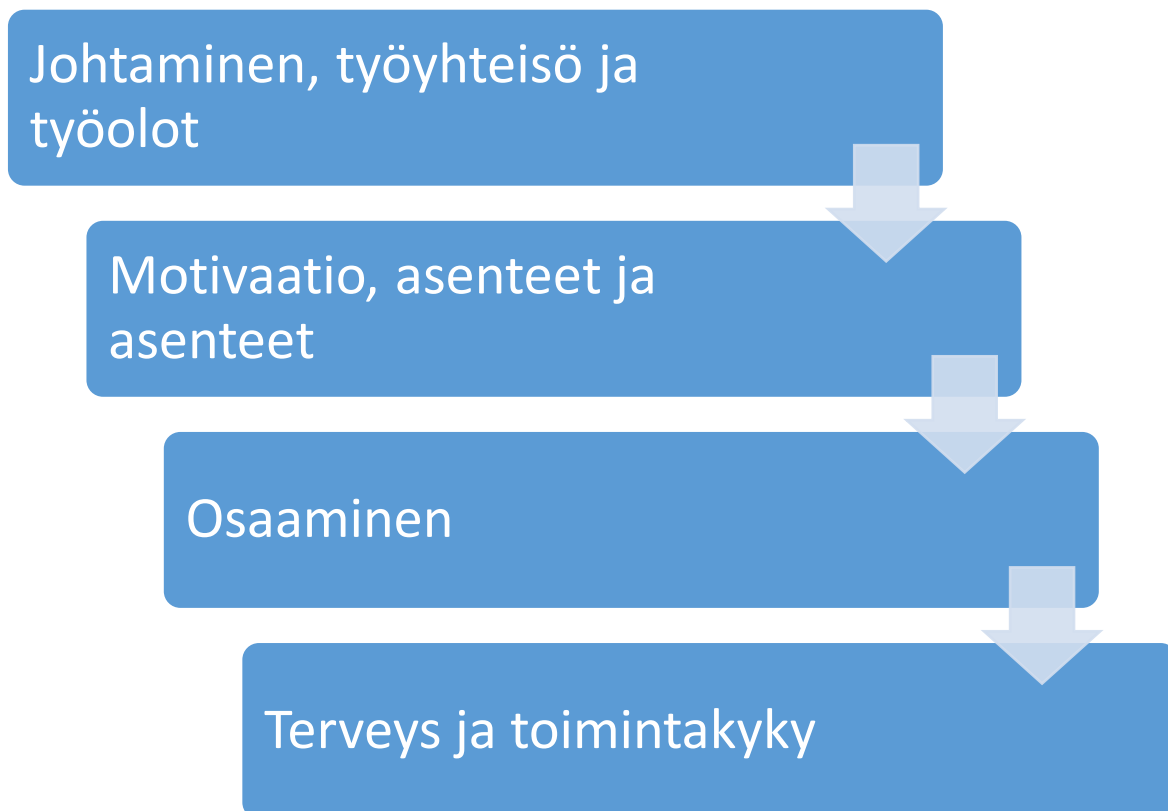 Johtaminen, työyhteisö ja
työolot
Motivaatio, asenteet ja
asenteet
Osaaminen
Terveys ja toimintakyky